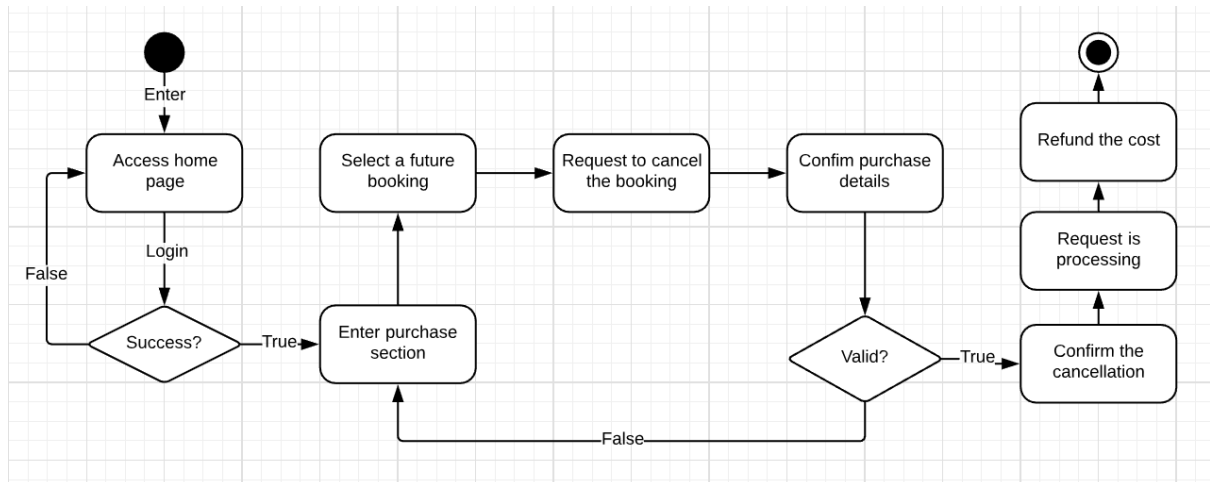 Enter
Access home
page
Login
False
Success?
True
Enter purchase
section
Select a future
booking
Request to cancel
the booking
Confim purchase
details
Valid?
False
True
Confirm the
cancellation
Request is
processing
Refund the cost